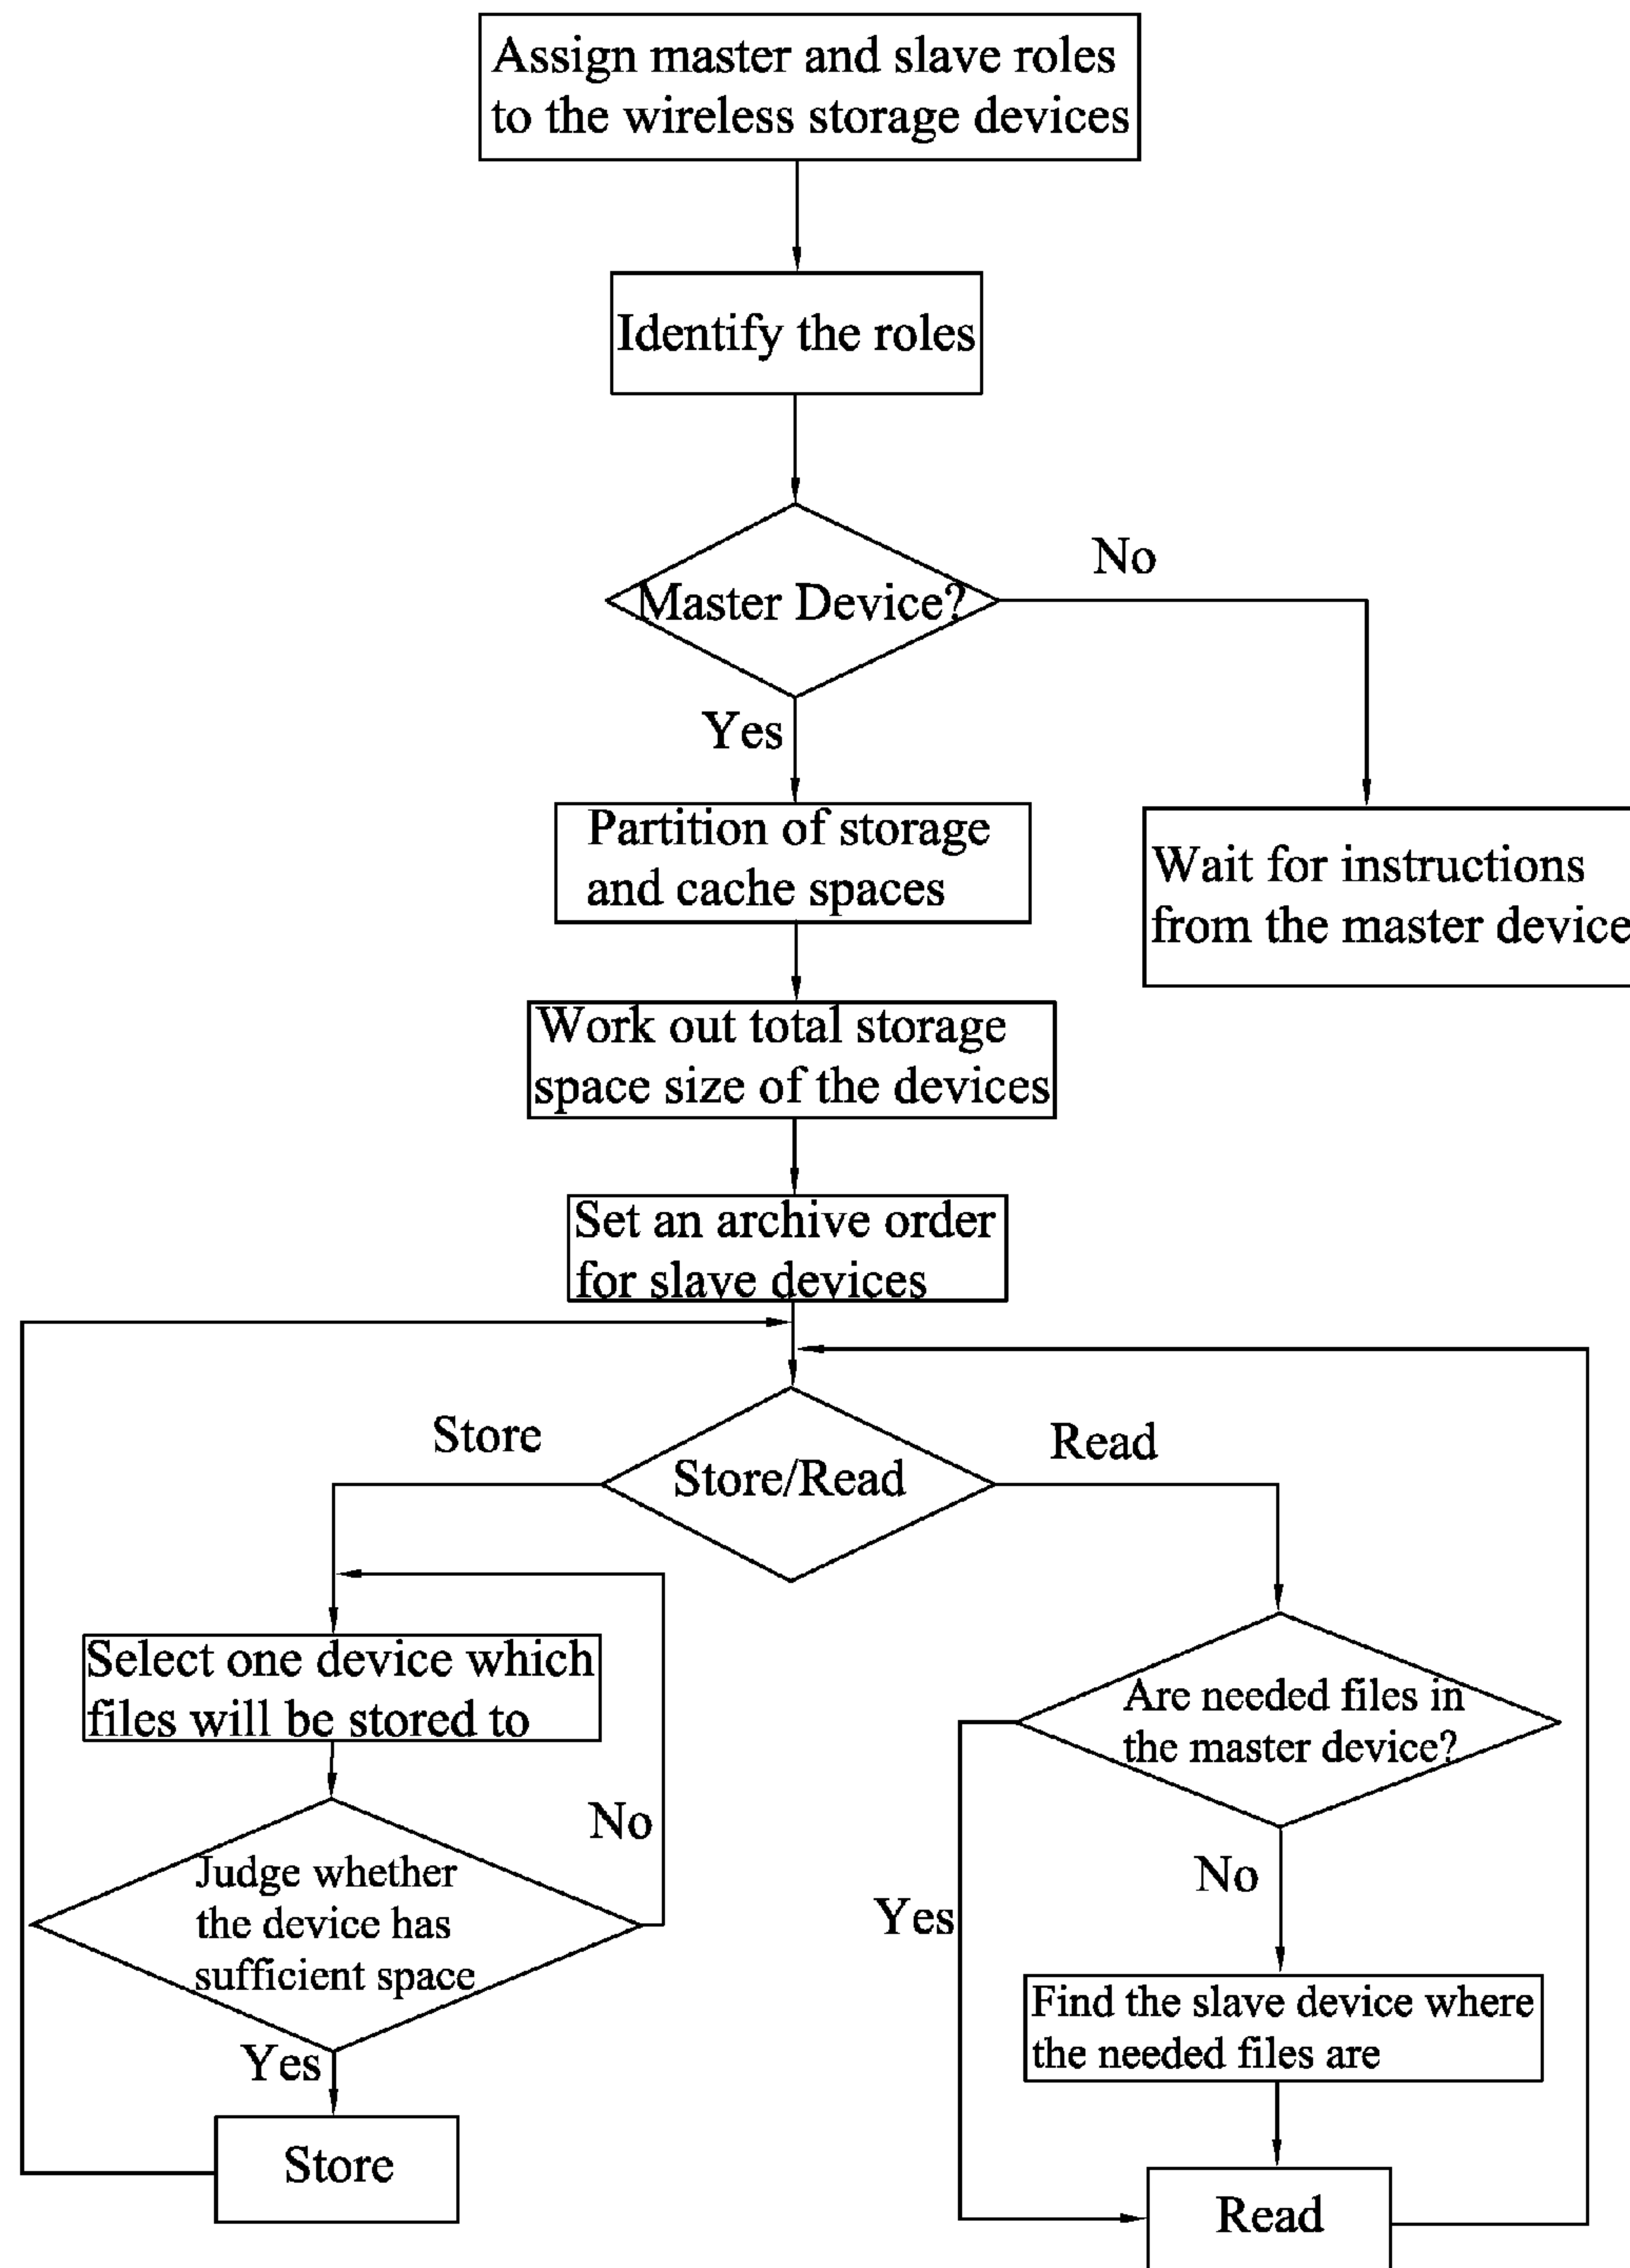 Assign master and slave roles
to the wireless storage devices
Identify the roles
Master Device?
No
Yes
Partition of storage
and cache spaces
Wait for instructions
from the master device
Work out total storage
space size of the devices
Set an archive order
for slave devices
Store
Store/Read
Read
Select one device which
files will be stored to
Are needed files in
the master device?
No
Judge whether
the device has
sufficient space
No
Yes
Find the slave device where
the needed files are
Yes
Store
Read